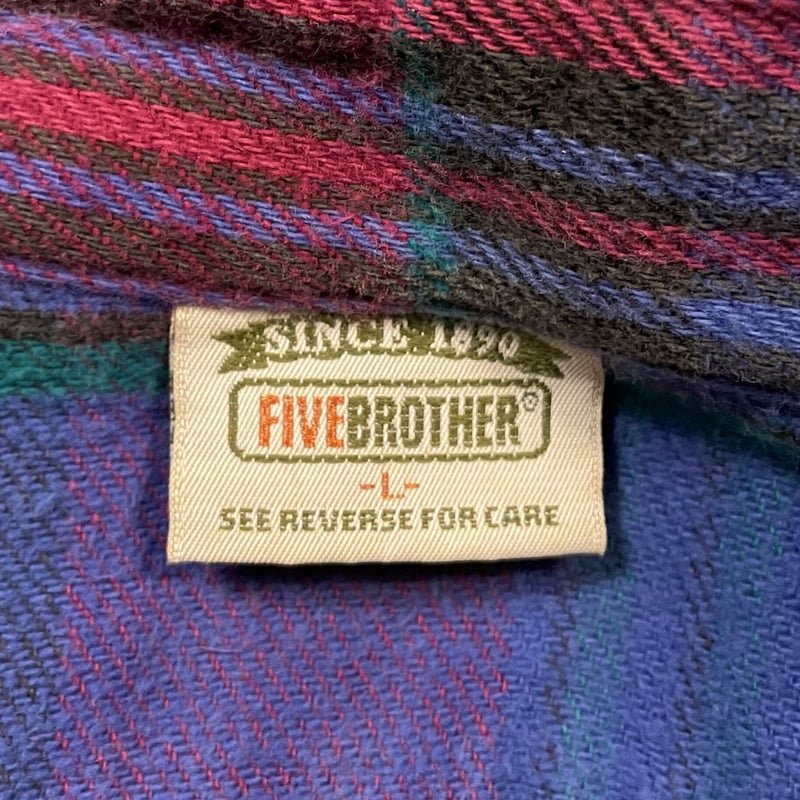 SINCE 1890
FIVEBROTHER®
-L-
SEE REVERSE FOR CARE